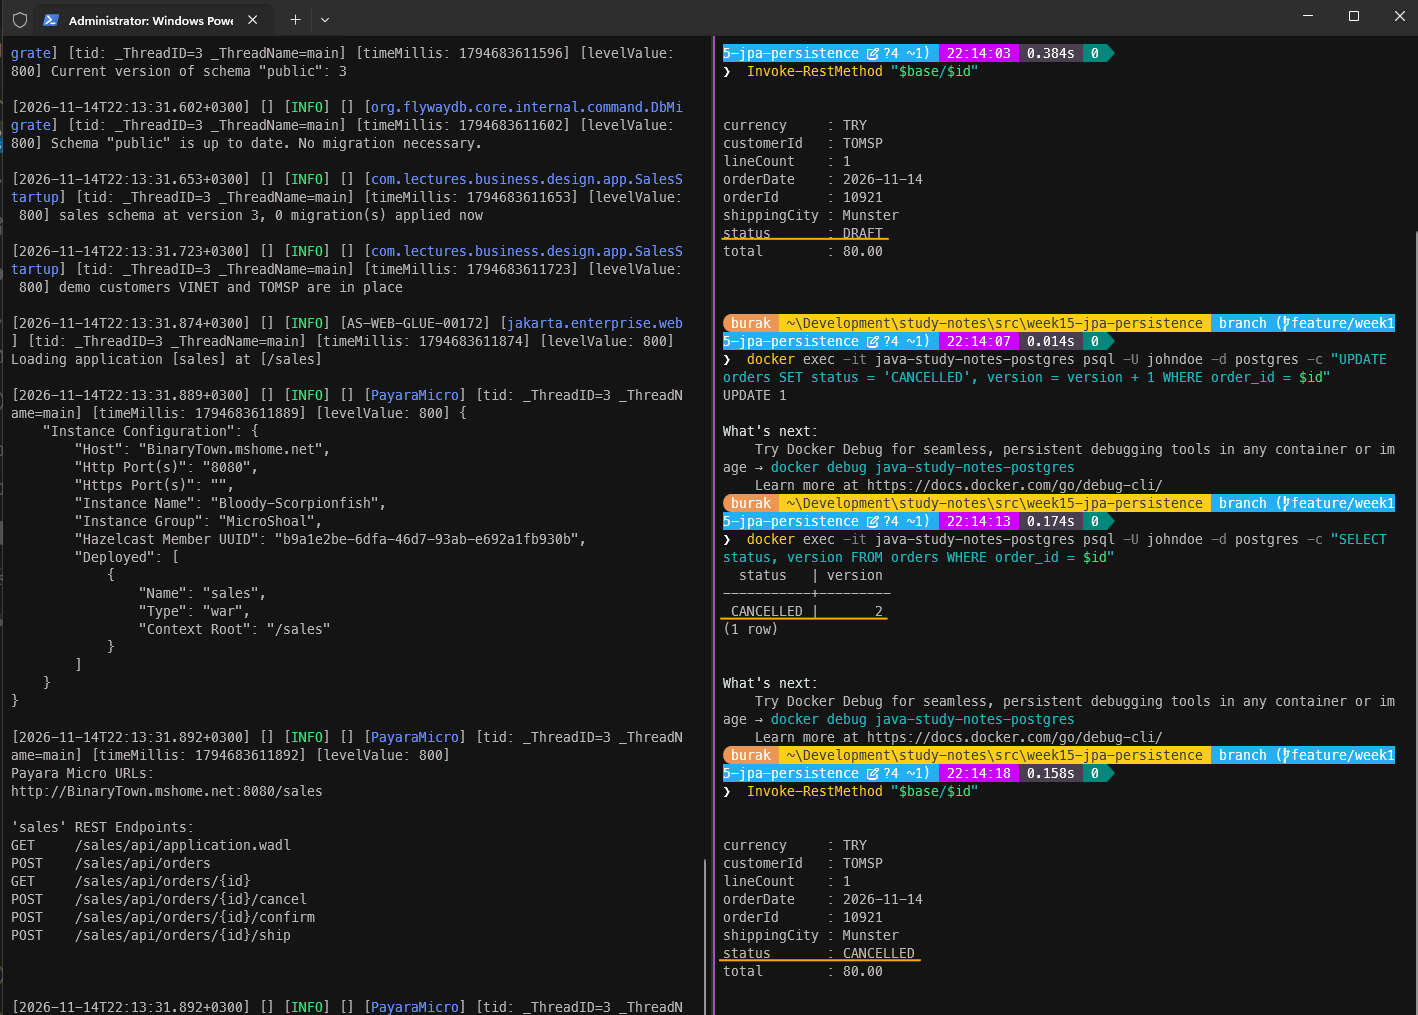 Administrator: Windows Powe
grate] [tid: _ThreadID=3 _ThreadName=main] [timeMillis: 1794683611596] [levelValue:
800] Current version of schema "public": 3
[2026-11-14T22:13:31.602+0300] [] [INFO] [] [org.flywaydb.core.internal.command.DbMi
grate] [tid: _ThreadID=3 _ThreadName=main] [timeMillis: 1794683611602] [levelValue:
800] Schema "public" is up to date. No migration necessary.
[2026-11-14T22:13:31.653+0300] [] [INFO] [] [com.lectures.business.design.app.SalesS
tartup] [tid: _ThreadID=3 _ThreadName=main] [timeMillis: 1794683611653] [levelValue:
800] sales schema at version 3, 0 migration(s) applied now
[2026-11-14T22:13:31.723+0300] [] [INFO] [] [com.lectures.business.design.app.SalesS
tartup] [tid: _ThreadID=3 _ThreadName=main] [timeMillis: 1794683611723] [levelValue:
800] demo customers VINET and TOMSP are in place
[2026-11-14T22:13:31.874+0300] [] [INFO] [AS-WEB-GLUE-00172] [jakarta.enterprise.web
] [tid: _ThreadID=3 _ThreadName=main] [timeMillis: 1794683611874] [levelValue: 800]
Loading application [sales] at [/sales]
[2026-11-14T22:13:31.889+0300] [] [INFO] [] [PayaraMicro] [tid: _ThreadID=3 _ThreadN
ame=main] [timeMillis: 1794683611889] [levelValue: 800] {
"Instance Configuration": {
"Host": "BinaryTown.mshome.net",
"Http Port(s)": "8080",
"Https Port(s)": "",
"Instance Name": "Bloody-Scorpionfish",
"Instance Group": "MicroShoal",
"Hazelcast Member UUID": "b9a1e2be-6dfa-46d7-93ab-e692a1fb930b",
"Deployed": [
{
"Name": "sales",
"Type": "war",
"Context Root": "/sales"
}
]
}
}
[2026-11-14T22:13:31.892+0300] [] [INFO] [] [PayaraMicro] [tid: _ThreadID=3 _ThreadN
ame=main] [timeMillis: 1794683611892] [levelValue: 800]
Payara Micro URLs:
http://BinaryTown.mshome.net:8080/sales
'sales' REST Endpoints:
GET /sales/api/application.wadl
POST /sales/api/orders
GET /sales/api/orders/{id}
POST /sales/api/orders/{id}/cancel
POST /sales/api/orders/{id}/confirm
POST /sales/api/orders/{id}/ship
[2026-11-14T22:13:31.892+0300] [] [INFO] [] [PayaraMicro] [tid: _ThreadID=3 _ThreadN
5-jpa-persistence ?4 ~1) 22:14:03 0.384s 0
❯ Invoke-RestMethod "$base/$id"
currency : TRY
customerId : TOMSP
lineCount : 1
orderDate : 2026-11-14
orderId : 10921
shippingCity : Munster
status : DRAFT
total : 80.00
burak ~\Development\study-notes\src\week15-jpa-persistence branch (feature/week1
5-jpa-persistence ?4 ~1) 22:14:07 0.014s 0
❯ docker exec -it java-study-notes-postgres psql -U johndoe -d postgres -c "UPDATE
orders SET status = 'CANCELLED', version = version + 1 WHERE order_id = $id"
UPDATE 1
What's next:
Try Docker Debug for seamless, persistent debugging tools in any container or im
age → docker debug java-study-notes-postgres
Learn more at https://docs.docker.com/go/debug-cli/
burak ~\Development\study-notes\src\week15-jpa-persistence branch (feature/week1
5-jpa-persistence ?4 ~1) 22:14:13 0.174s 0
❯ docker exec -it java-study-notes-postgres psql -U johndoe -d postgres -c "SELECT
status, version FROM orders WHERE order_id = $id"
status | version
-----------+---------
CANCELLED | 2
(1 row)
What's next:
Try Docker Debug for seamless, persistent debugging tools in any container or im
age → docker debug java-study-notes-postgres
Learn more at https://docs.docker.com/go/debug-cli/
burak ~\Development\study-notes\src\week15-jpa-persistence branch (feature/week1
5-jpa-persistence ?4 ~1) 22:14:18 0.158s 0
❯ Invoke-RestMethod "$base/$id"
currency : TRY
customerId : TOMSP
lineCount : 1
orderDate : 2026-11-14
orderId : 10921
shippingCity : Munster
status : CANCELLED
total : 80.00